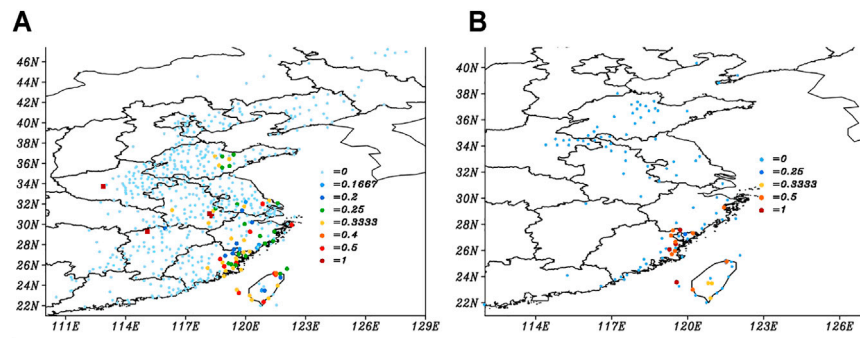 A
46N
44N
42N
40N
38N
36N
34N
32N
30N
28N
26N
24N
22N
111E 114E 117E 120E 123E 126E 129E
=0
=0.1667
=0.2
=0.25
=0.3333
=0.4
=0.5
=1
B
40N
38N
36N
34N
32N
30N
28N
26N
24N
22N
114E 117E 120E 123E 126E
=0
=0.25
=0.3333
=0.5
=1